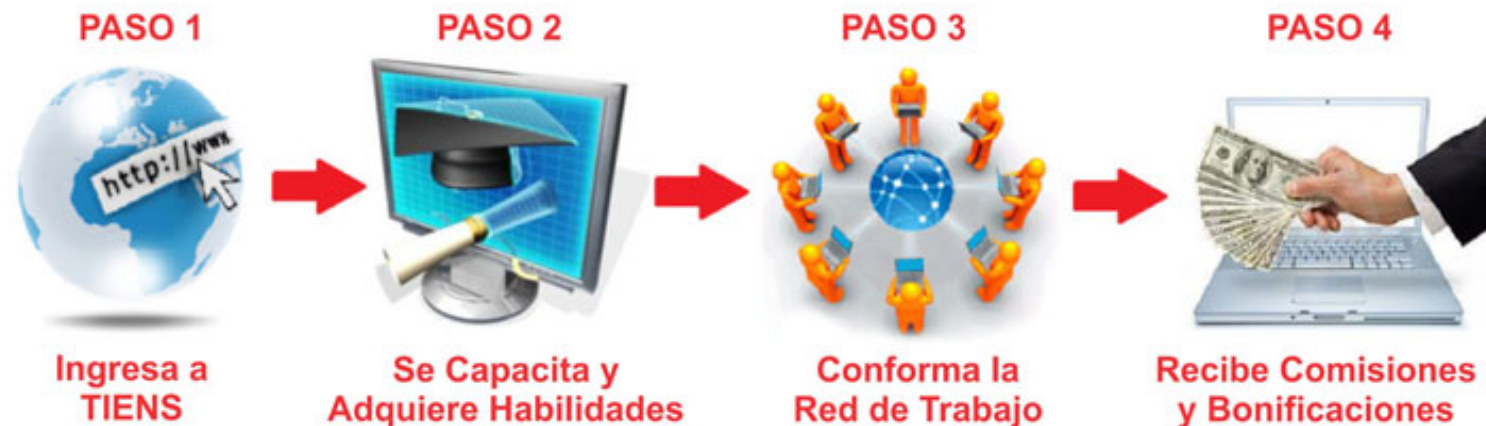 PASO 1
PASO 2
PASO 3
PASO 4
http://www.
Ingresa a
TIENS
Se Capacita y
Adquiere Habilidades
Conforma la
Red de Trabajo
Recibe Comisiones
y Bonificaciones